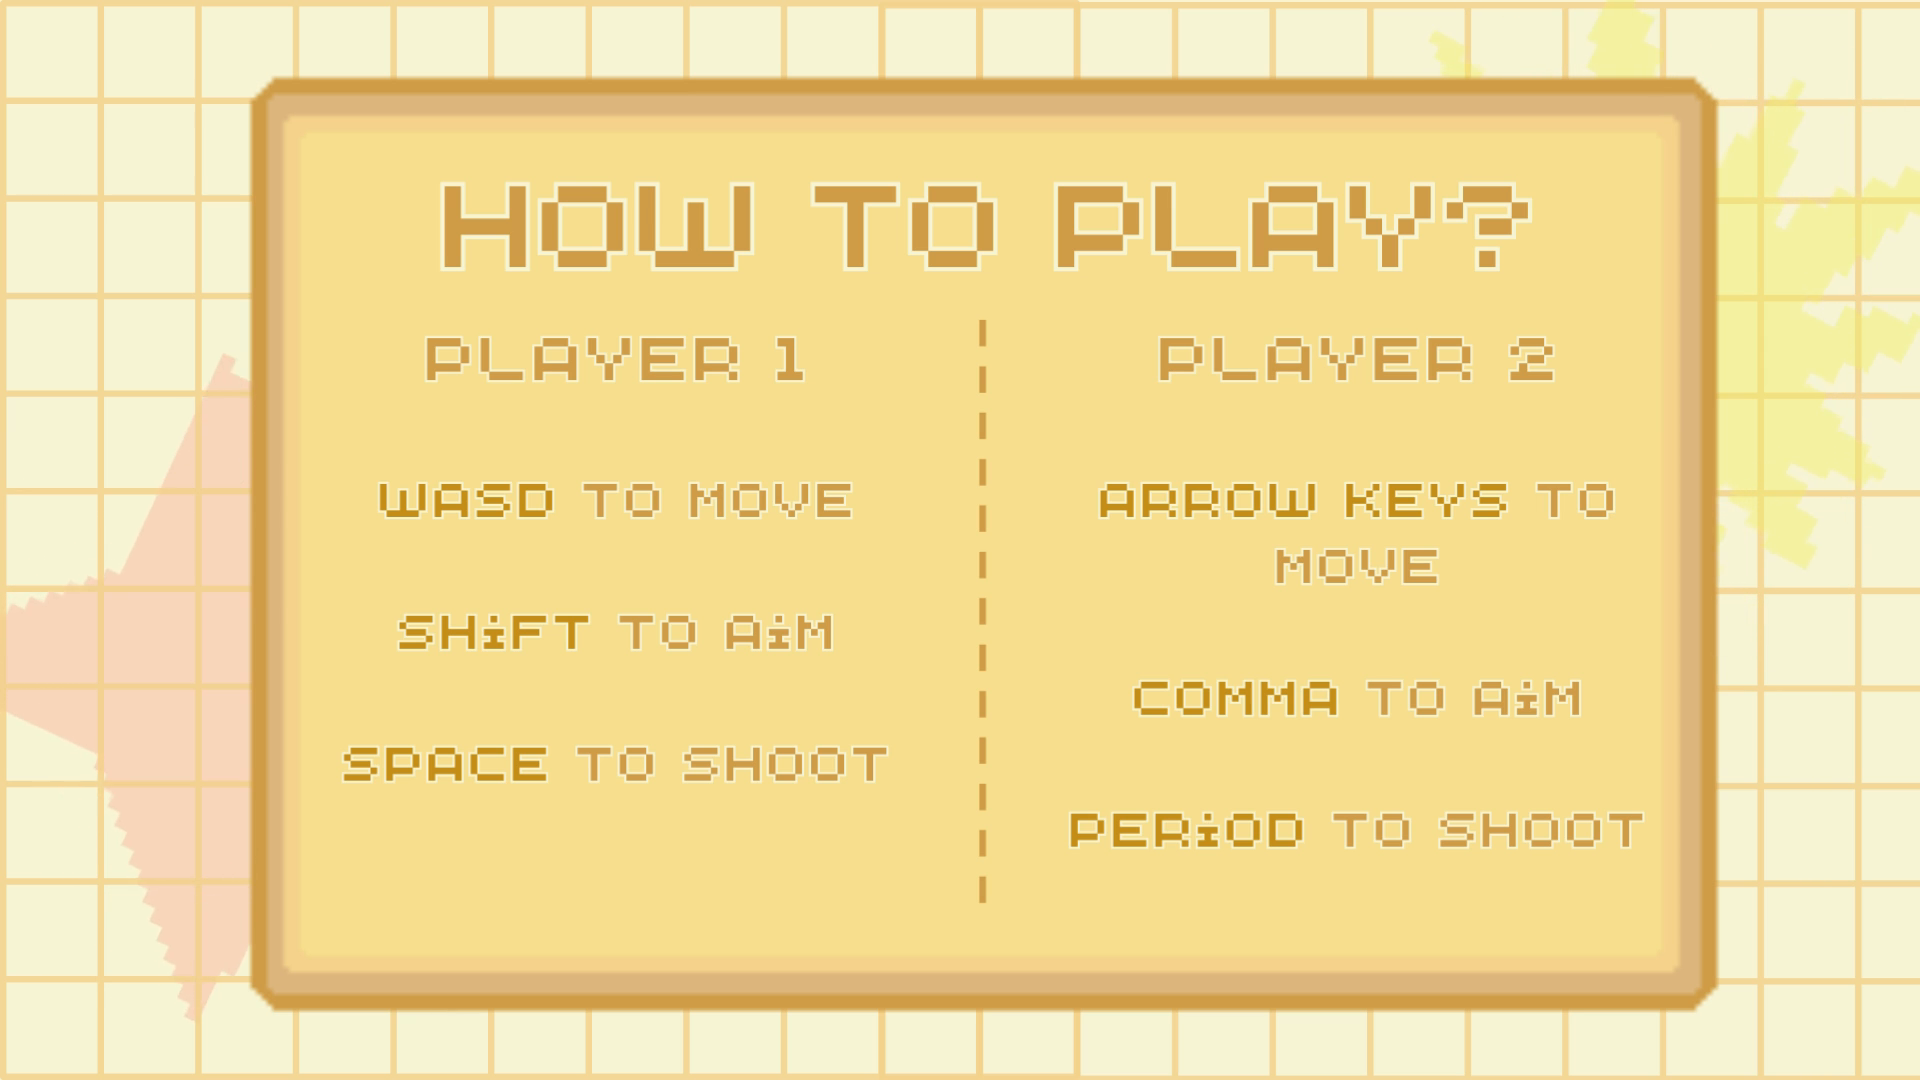 HOW TO PLAY?
PLAYER 1
WASD TO MOVE
SHiFT TO AiM
SPACE TO SHOOT
PLAYER 2
ARROW KEYS TO
MOVE
COMMA TO AiM
PERiOD TO SHOOT